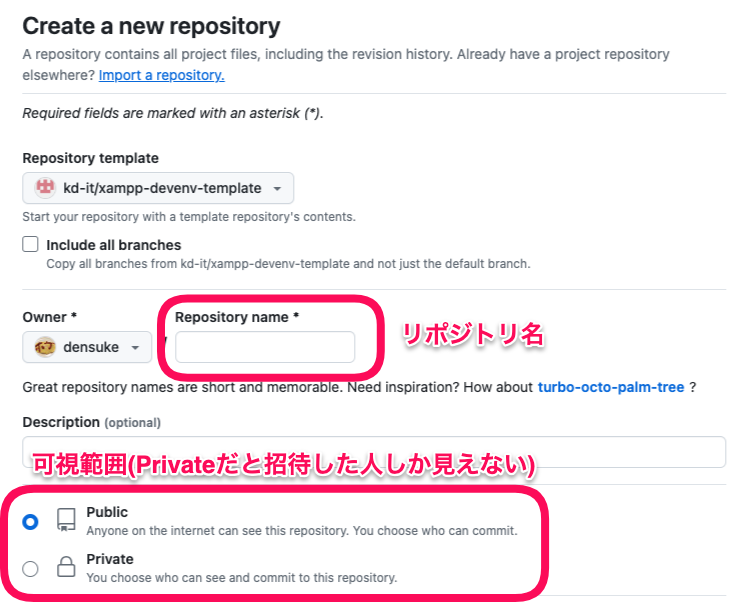 Create a new repository
A repository contains all project files, including the revision history. Already have a project repository
elsewhere? Import a repository.
Required fields are marked with an asterisk (*).
Repository template
kd-it/xampp-devenv-template
Start your repository with a template repository's contents.
Include all branches
Copy all branches from kd-it/xampp-devenv-template and not just the default branch.
Owner *
Repository name *
リポジトリ名
densuke
/
Great repository names are short and memorable. Need inspiration? How about turbo-octo-palm-tree ?
Description (optional)
可視範囲(Privateだと招待した人しか見えない)
Public
Anyone on the internet can see this repository. You choose who can commit.
Private
You choose who can see and commit to this repository.